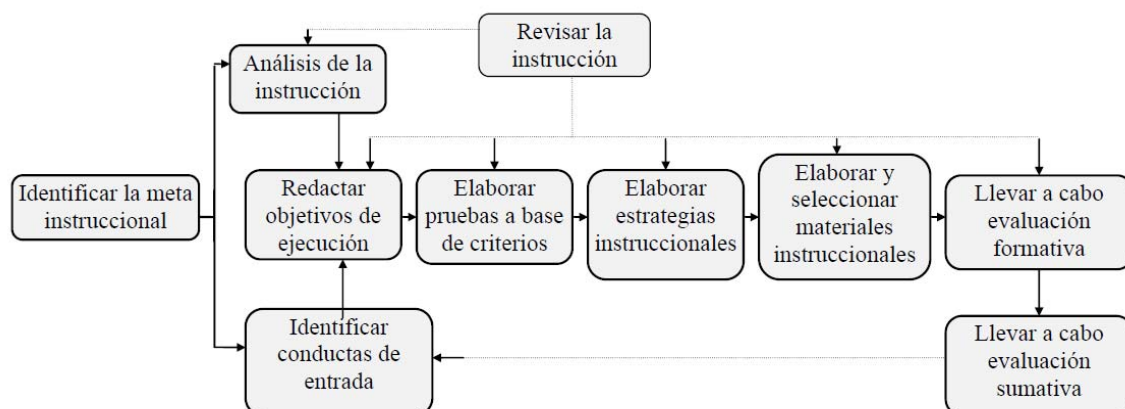 Revisar la
instrucción
Análisis de la
instrucción
Identificar la meta
instruccional
Redactar
objetivos de
ejecución
Elaborar
pruebas a base
de criterios
Elaborar
estrategias
instruccionales
Elaborar y
seleccionar
materiales
instruccionales
Llevar a cabo
evaluación
formativa
Identificar
conductas de
entrada
Llevar a cabo
evaluación
sumativa